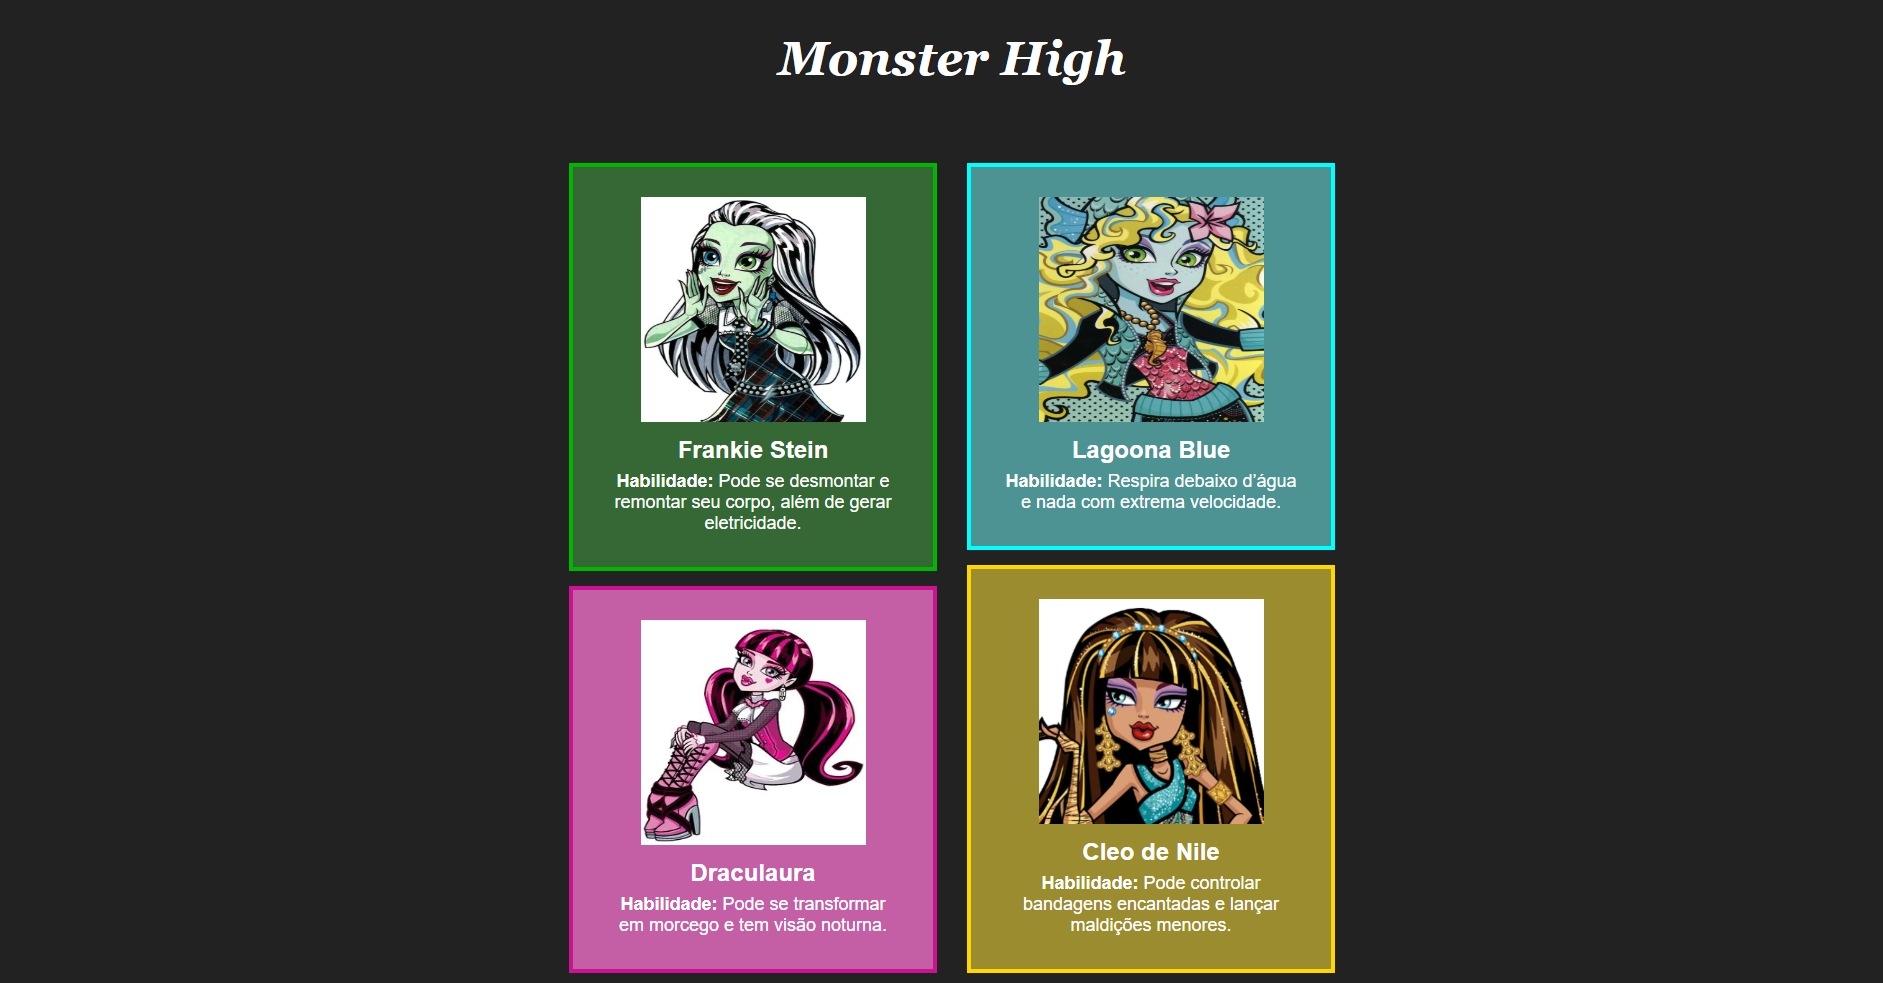 Monster High
Frankie Stein
Habilidade: Pode se desmontar e
remontar seu corpo, além de gerar
eletricidade.
Lagoona Blue
Habilidade: Respira debaixo d’água
e nada com extrema velocidade.
Draculaura
Habilidade: Pode se transformar
em morcego e tem visão noturna.
Cleo de Nile
Habilidade: Pode controlar
bandagens encantadas e lançar
maldições menores.